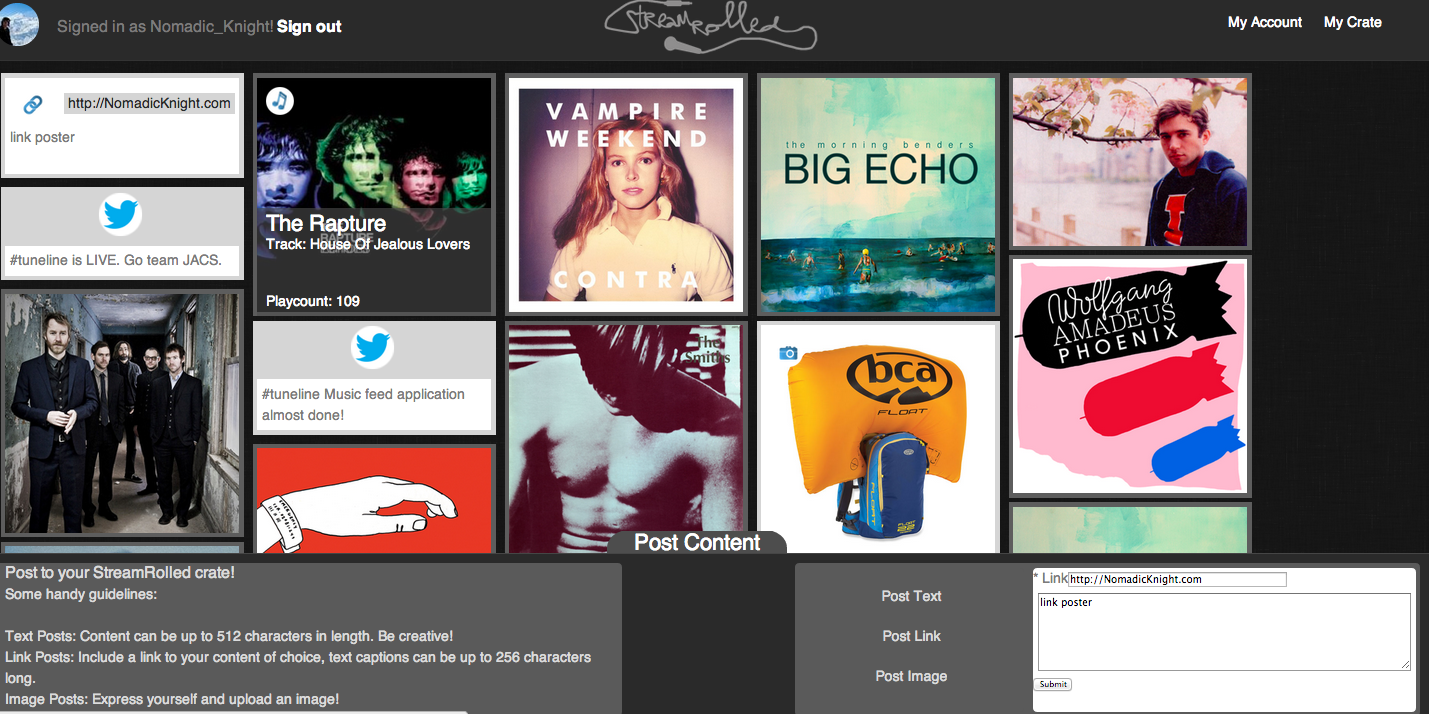 Signed in as Nomadic_Knight! Sign out
StreamRolled
My Account
My Crate
http://NomadicKnight.com
link poster
#tuneline is LIVE. Go team JACS.
The Rapture
Track: House Of Jealous Lovers
RAPTURE
Playcount: 109
#tuneline Music feed application
almost done!
VAMPIRE
WEEKEND
CONTRA
The
Smiths
the morning benders
BIG ECHO
bca
FLOAT
FLOAT
I
Wolfgang
AMADEUS
PHOENIX
Post Content
Post to your StreamRolled crate!
Some handy guidelines:
Text Posts: Content can be up to 512 characters in length. Be creative!
Link Posts: Include a link to your content of choice, text captions can be up to 256 characters
long.
Image Posts: Express yourself and upload an image!
Post Text
Post Link
Post Image
* Link http://NomadicKnight.com
link poster
Submit